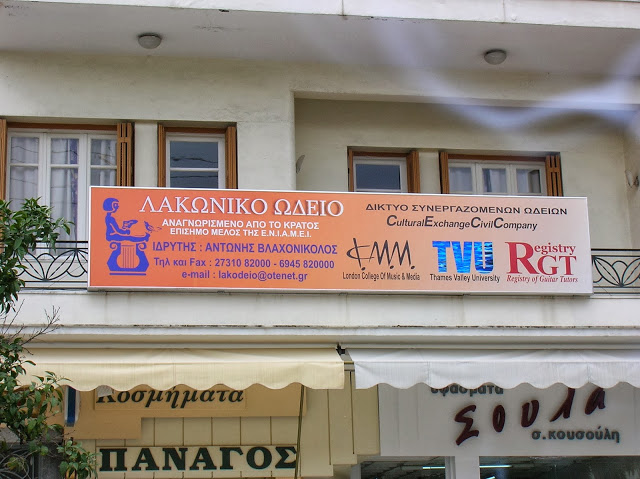 ΛΑΚΩΝΙΚΟ ΩΔΕΙΟ
ΑΝΑΓΝΩΡΙΣΜΕΝΟ ΑΠΟ ΤΟ ΚΡΑΤΟΣ
ΕΠΙΣΗΜΟ ΜΕΛΟΣ ΤΗΣ Ε.Ν.Ι.Α.Μ.Ε.Ι.
ΙΔΡΥΤΗΣ : ΑΝΤΩΝΗΣ ΒΛΑΧΟΝΙΚΟΛΟΣ
Τηλ και Fax : 27310 82000 - 6945 820000
e-mail : lakodeio@otenet.gr
ΔΙΚΤΥΟ ΣΥΝΕΡΓΑΖΟΜΕΝΩΝ ΩΔΕΙΩΝ
CulturalExchangeCivilCompany
LCMM
London College Of Music & Media
TVU
Thames Valley University
Registry
RGT
Registry of Guitar Tutors
Κοσμήματα
ΠΑΝΑΓΟΣ
υφασματα
Σουλα
σ.κουσούλη